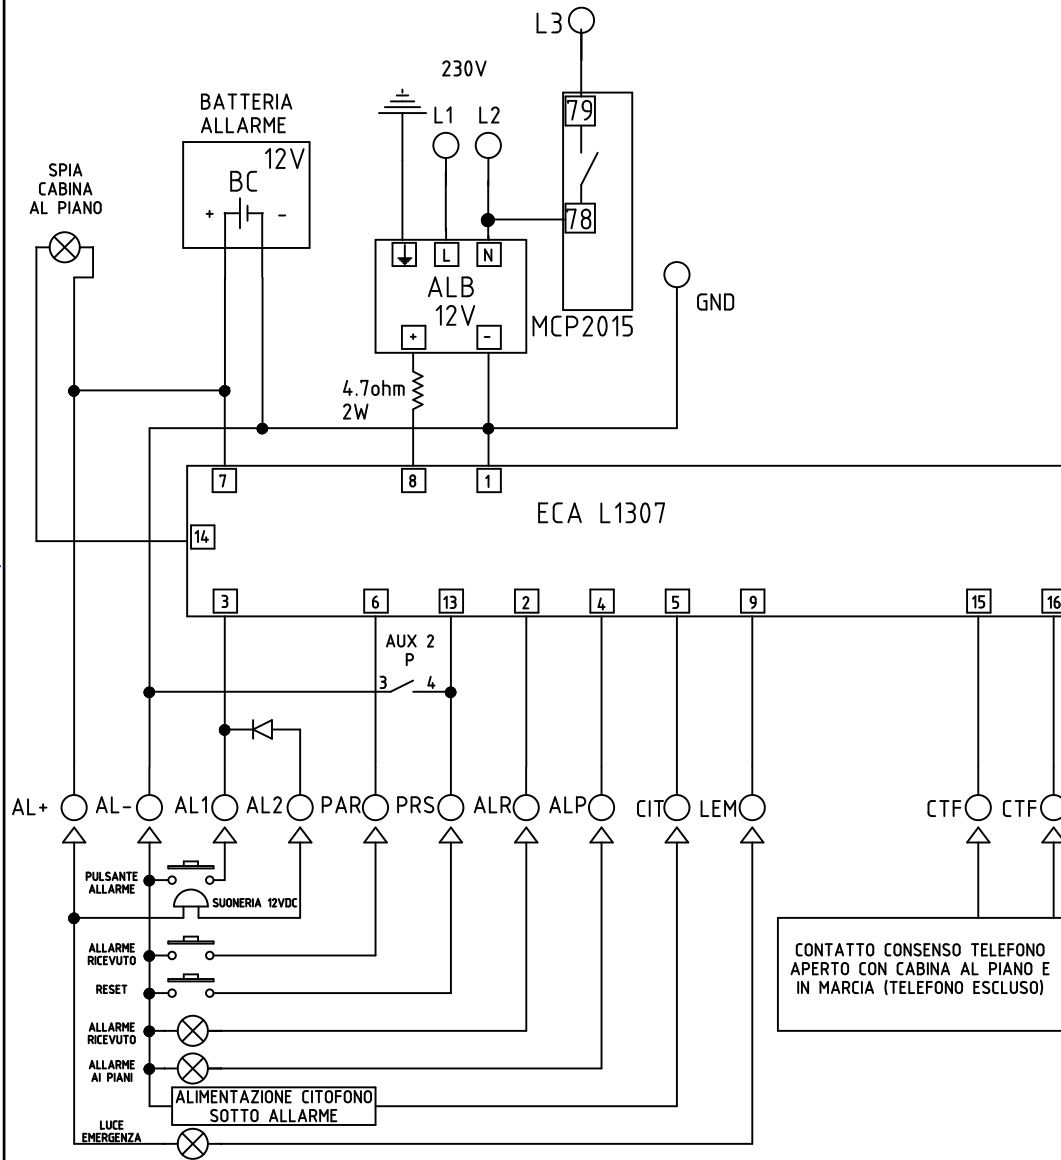 L3
230V
BATTERIA
ALLARME
L1
L2
79
12V
SPIA
CABINA
AL PIANO
BC
+
-
78
L
N
ALB
12V
GND
MCP2015
+
-
4.7ohm
2W
7
8
1
ECA L1307
14
3
6
13
2
4
5
9
15
16
AUX 2
P
3
4
AL+
AL-
AL1
AL2
PAR
PRS
ALR
ALP
CIT
LEM
CTF
CTF
PULSANTE
ALLARME
SUONERIA 12VDC
ALLARME
RICEVUTO
RESET
ALLARME
RICEVUTO
ALLARME
AI PIANI
ALIMENTAZIONE CITOFONO
SOTTO ALLARME
LUCE
EMERGENZA
CONTATTO CONSENSO TELEFONO
APERTO CON CABINA AL PIANO E
IN MARCIA (TELEFONO ESCLUSO)